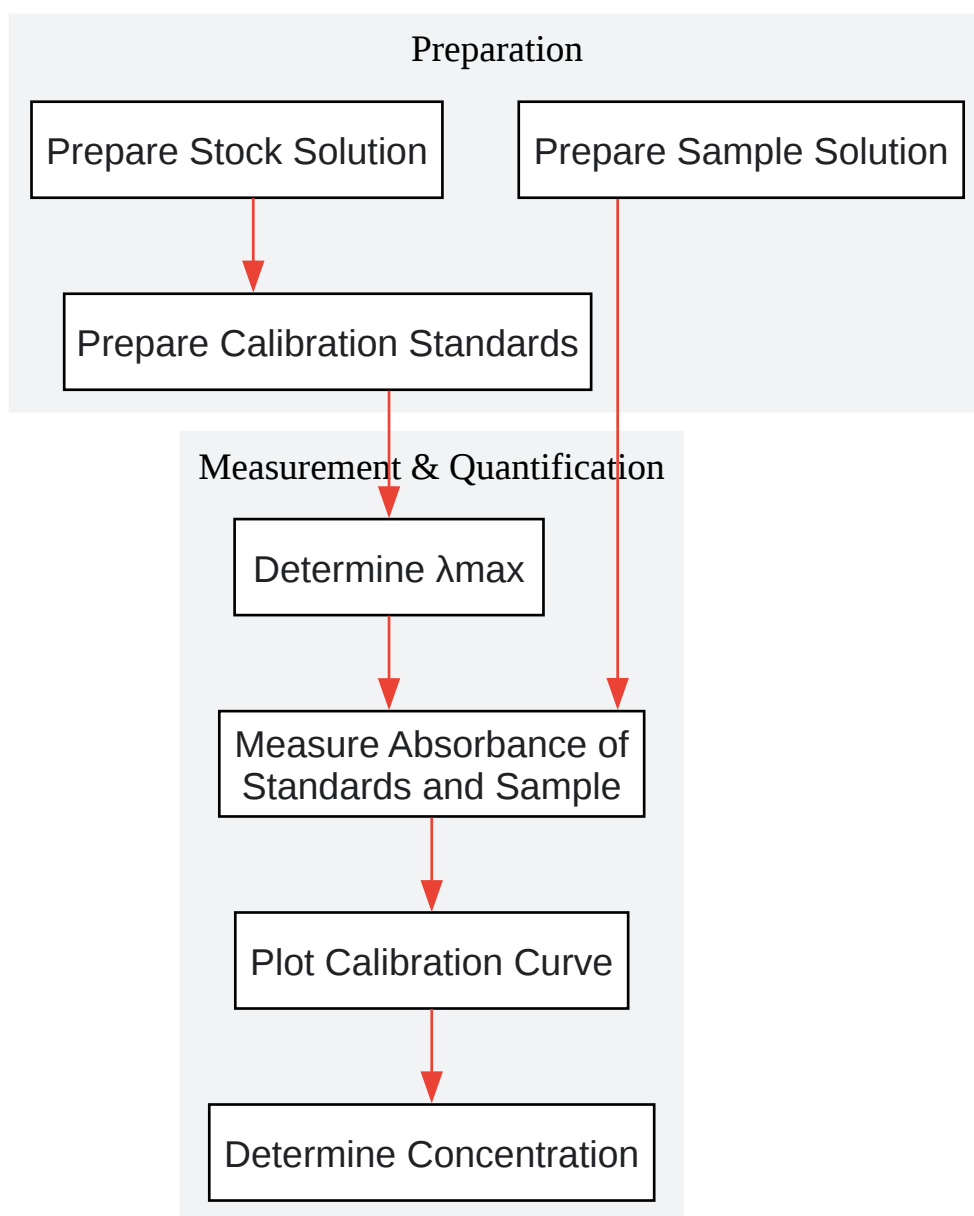 Preparation
Prepare Stock Solution
Prepare Sample Solution
Prepare Calibration Standards
Measurement & Quantification
Determine λmax
Measure Absorbance of
Standards and Sample
Plot Calibration Curve
Determine Concentration